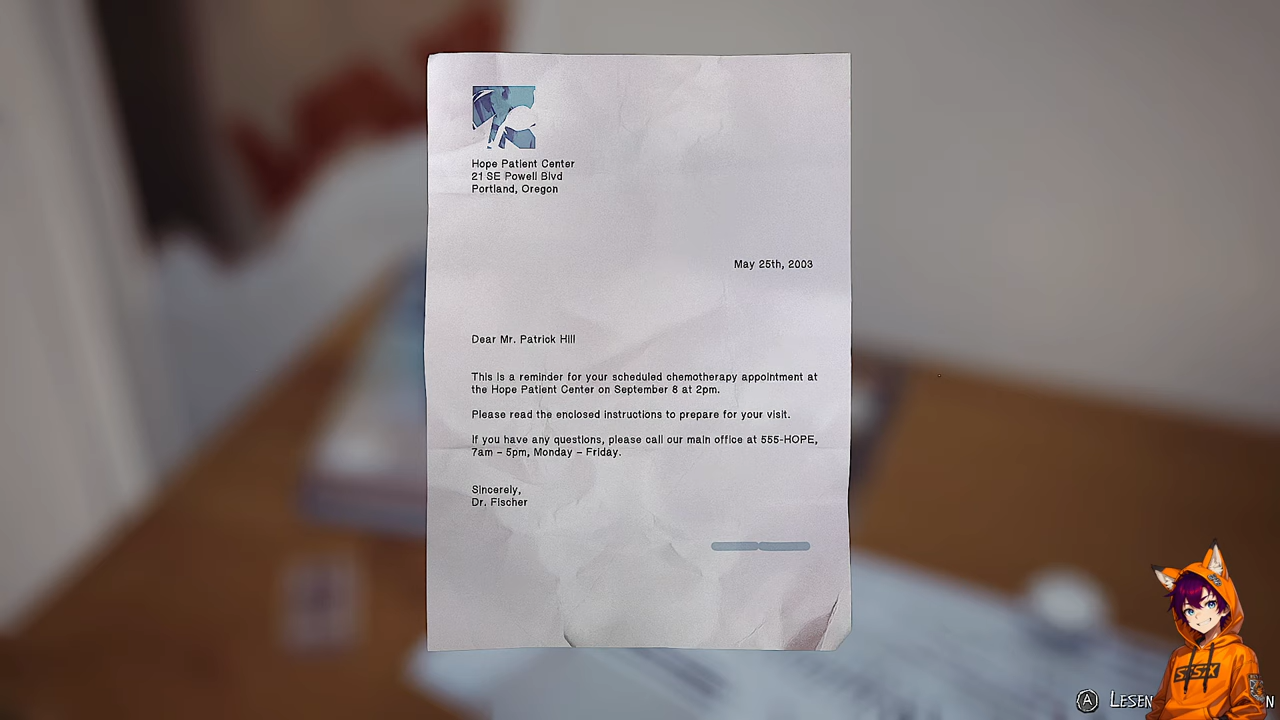 Hope Patient Center
21 SE Powell Blvd
Portland, Oregon
May 25th, 2003
Dear Mr. Patrick Hill
This is a reminder for your scheduled chemotherapy appointment at
the Hope Patient Center on September 8 at 2pm.
Please read the enclosed instructions to prepare for your visit.
If you have any questions, please call our main office at 555-HOPE,
7am – 5pm, Monday – Friday.
Sincerely,
Dr. Fischer
A Lesen